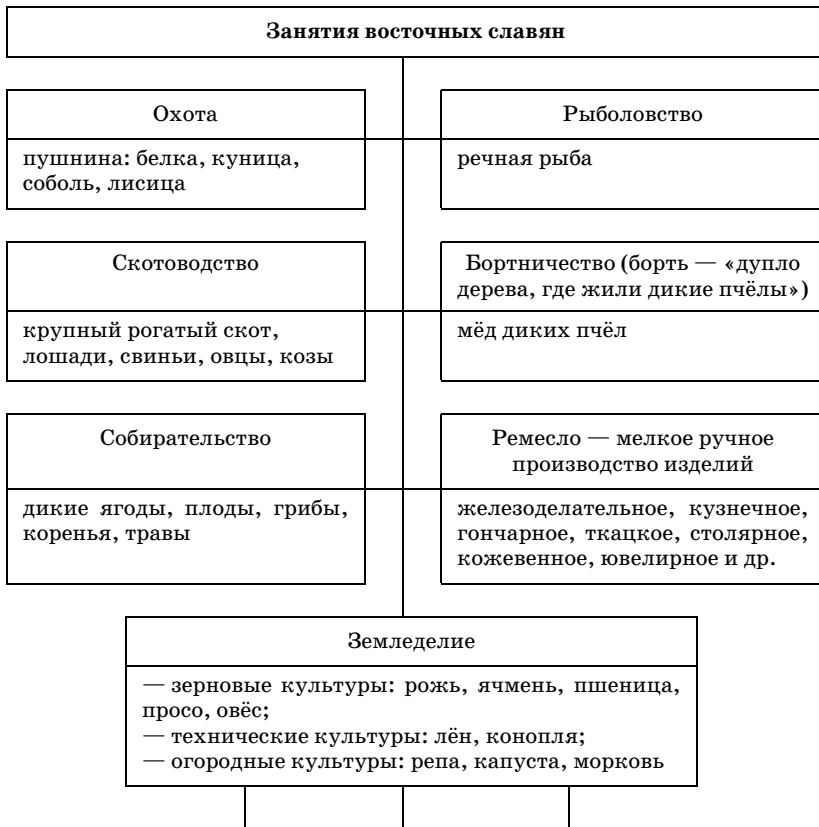 Занятия восточных славян
Охота
пушнина: белка, куница,
соболь, лисица
Рыболовство
речная рыба
Скотоводство
крупный рогатый скот,
лошади, свиньи, овцы, козы
Бортничество (борть — «дупло
дерева, где жили дикие пчёлы»)
мёд диких пчёл
Собирательство
дикие ягоды, плоды, грибы,
коренья, травы
Ремесло — мелкое ручное
производство изделий
железоделательное, кузнечное,
гончарное, ткацкое, столярное,
кожевенное, ювелирное и др.
Земледелие
— зерновые культуры: рожь, ячмень, пшеница,
просо, овёс;
— технические культуры: лён, конопля;
— огородные культуры: репа, капуста, морковь